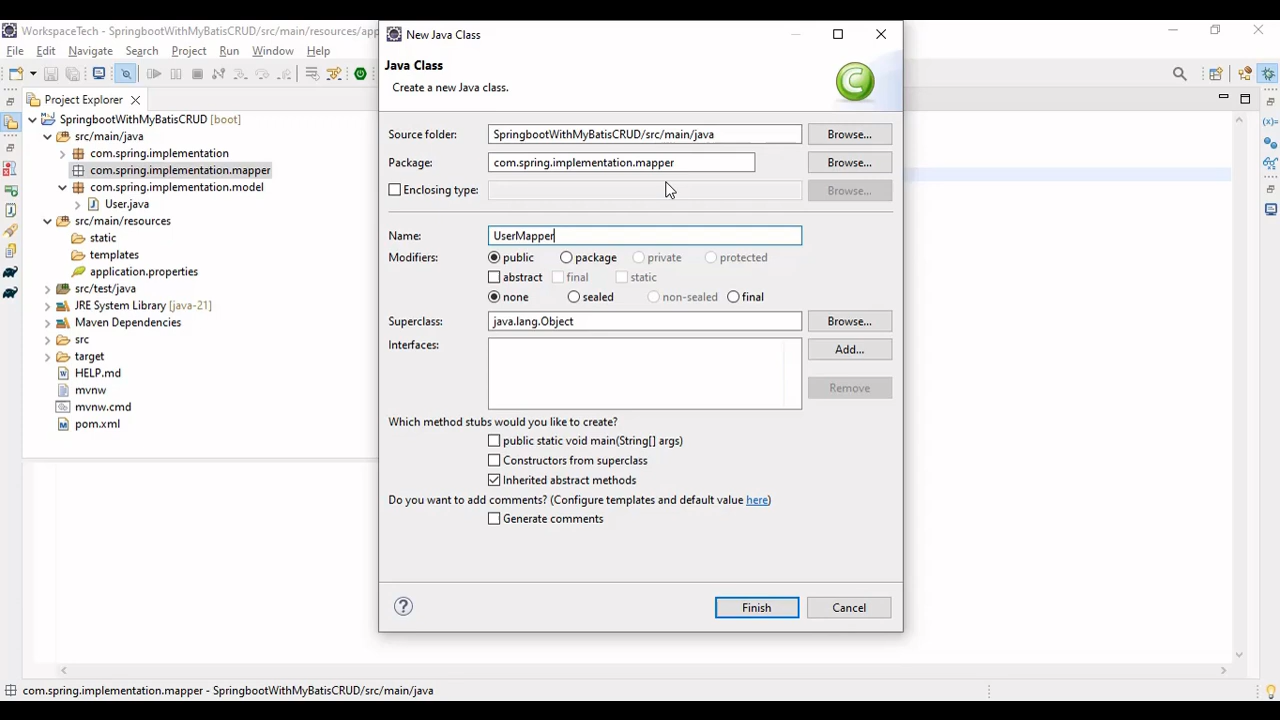 WorkspaceTech - SpringbootWithMyBatisCRUD/src/main/resources/app
New Java Class
File Edit Navigate Search Project Run Window Help
Java Class
Create a new Java class.
Project Explorer
SpringbootWithMyBatisCRUD [boot]
src/main/java
com.spring.implementation
com.spring.implementation.mapper
com.spring.implementation.model
User.java
src/main/resources
static
templates
application.properties
src/test/java
JRE System Library [java-21]
Maven Dependencies
src
target
HELP.md
mvnw
mvnw.cmd
pom.xml
Source folder: SpringbootWithMyBatisCRUD/src/main/java Browse...
Package: com.spring.implementation.mapper Browse...
Enclosing type: Browse...
Name: UserMapper
Modifiers: public package private protected
abstract final static
none sealed non-sealed final
Superclass: java.lang.Object Browse...
Interfaces: Add...
Remove
Which method stubs would you like to create?
public static void main(String[] args)
Constructors from superclass
Inherited abstract methods
Do you want to add comments? (Configure templates and default value here)
Generate comments
? Finish Cancel
com.spring.implementation.mapper - SpringbootWithMyBatisCRUD/src/main/java